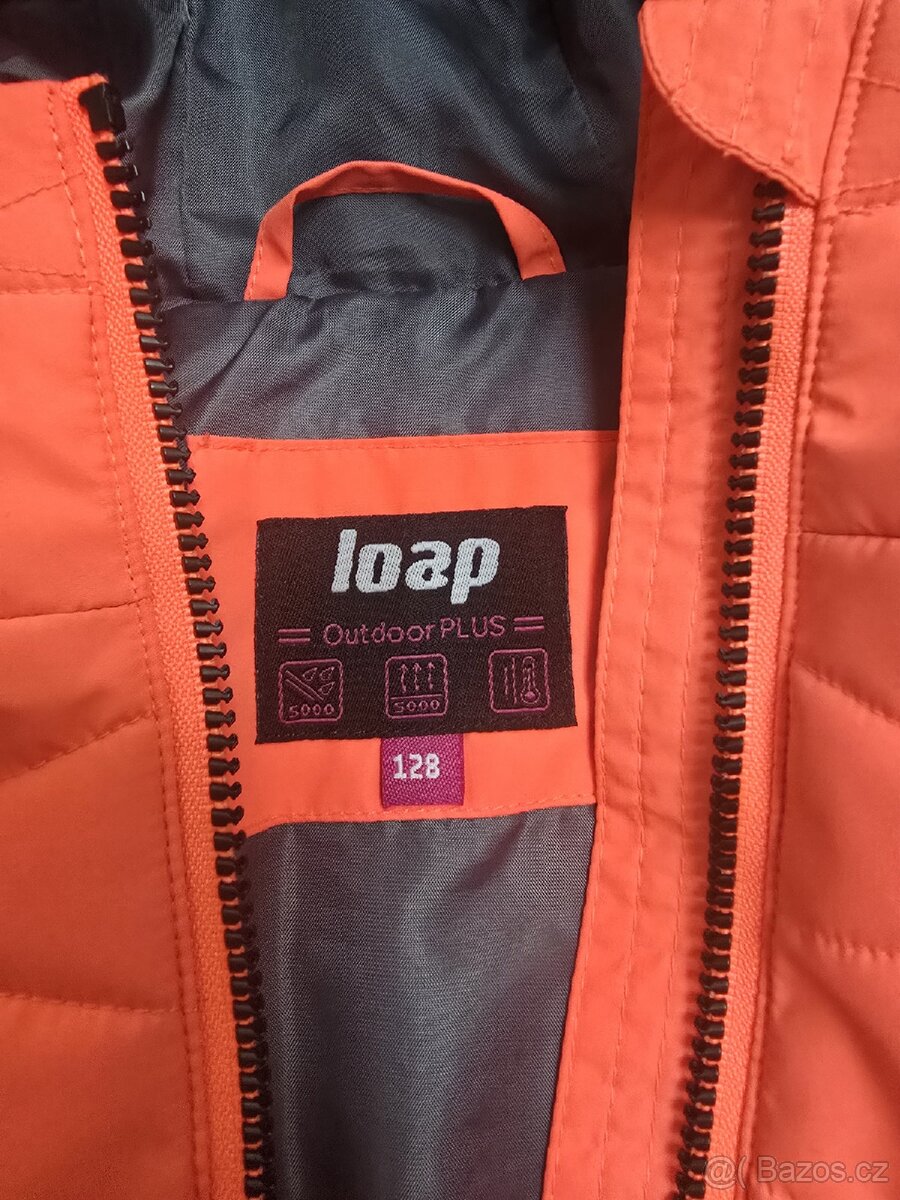 loap
= Outdoor PLUS =
5000 5000
128
@( Bazos.cz